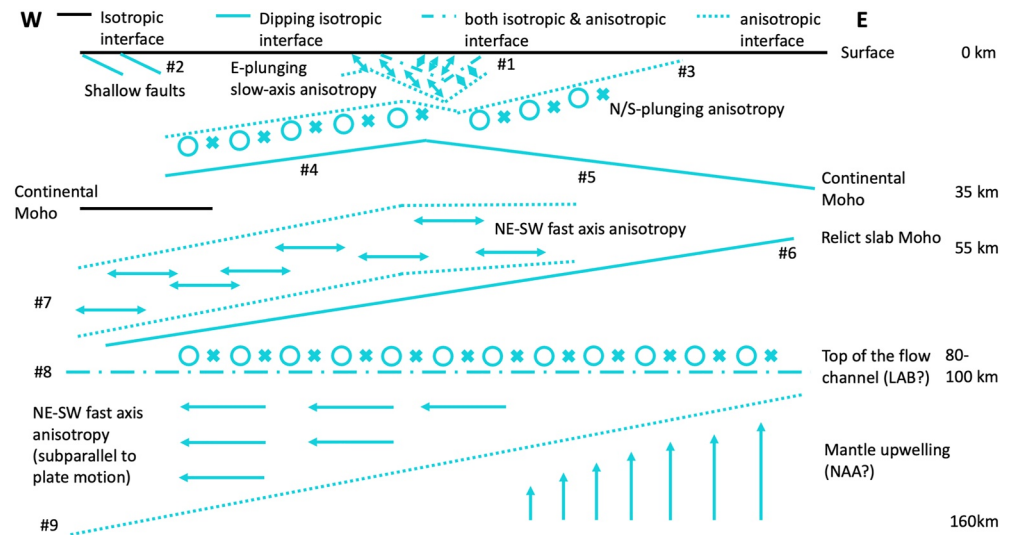 W
Isotropic
interface
Dipping isotropic
interface
both isotropic & anisotropic
interface
anisotropic
interface
E
Surface
0 km
#2
Shallow faults
E-plunging
slow-axis anisotropy
#1
#3
N/S-plunging anisotropy
#4
#5
Continental
Moho
Continental
Moho
35 km
NE-SW fast axis anisotropy
Relict slab Moho
55 km
#6
#7
#8
Top of the flow
channel (LAB?)
80-
100 km
NE-SW fast axis
anisotropy
(subparallel to
plate motion)
Mantle upwelling
(NAA?)
#9
160km